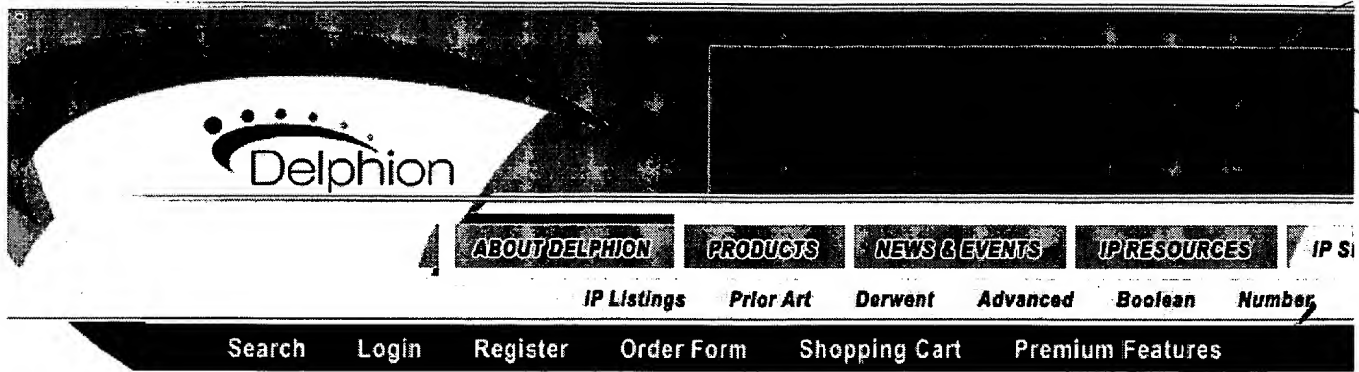 Delphion
ABOUT DELPHION PRODUCTS NEWS & EVENTS IP RESOURCES
IP Listings Prior Art Derwent Advanced Boolean Number
Search Login Register Order Form Shopping Cart Premium Features